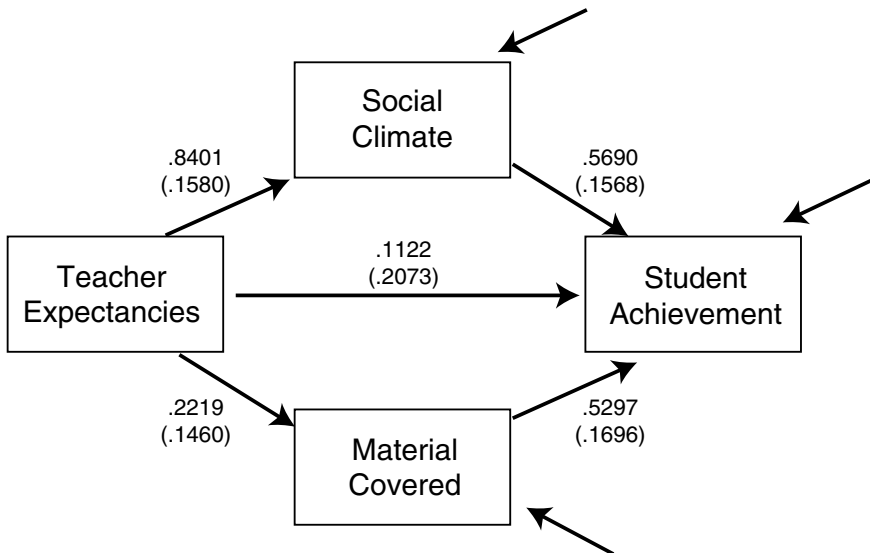 Social
Climate
.8401
(.1580)
.5690
(.1568)
Teacher
Expectancies
.1122
(.2073)
Student
Achievement
.2219
(.1460)
.5297
(.1696)
Material
Covered